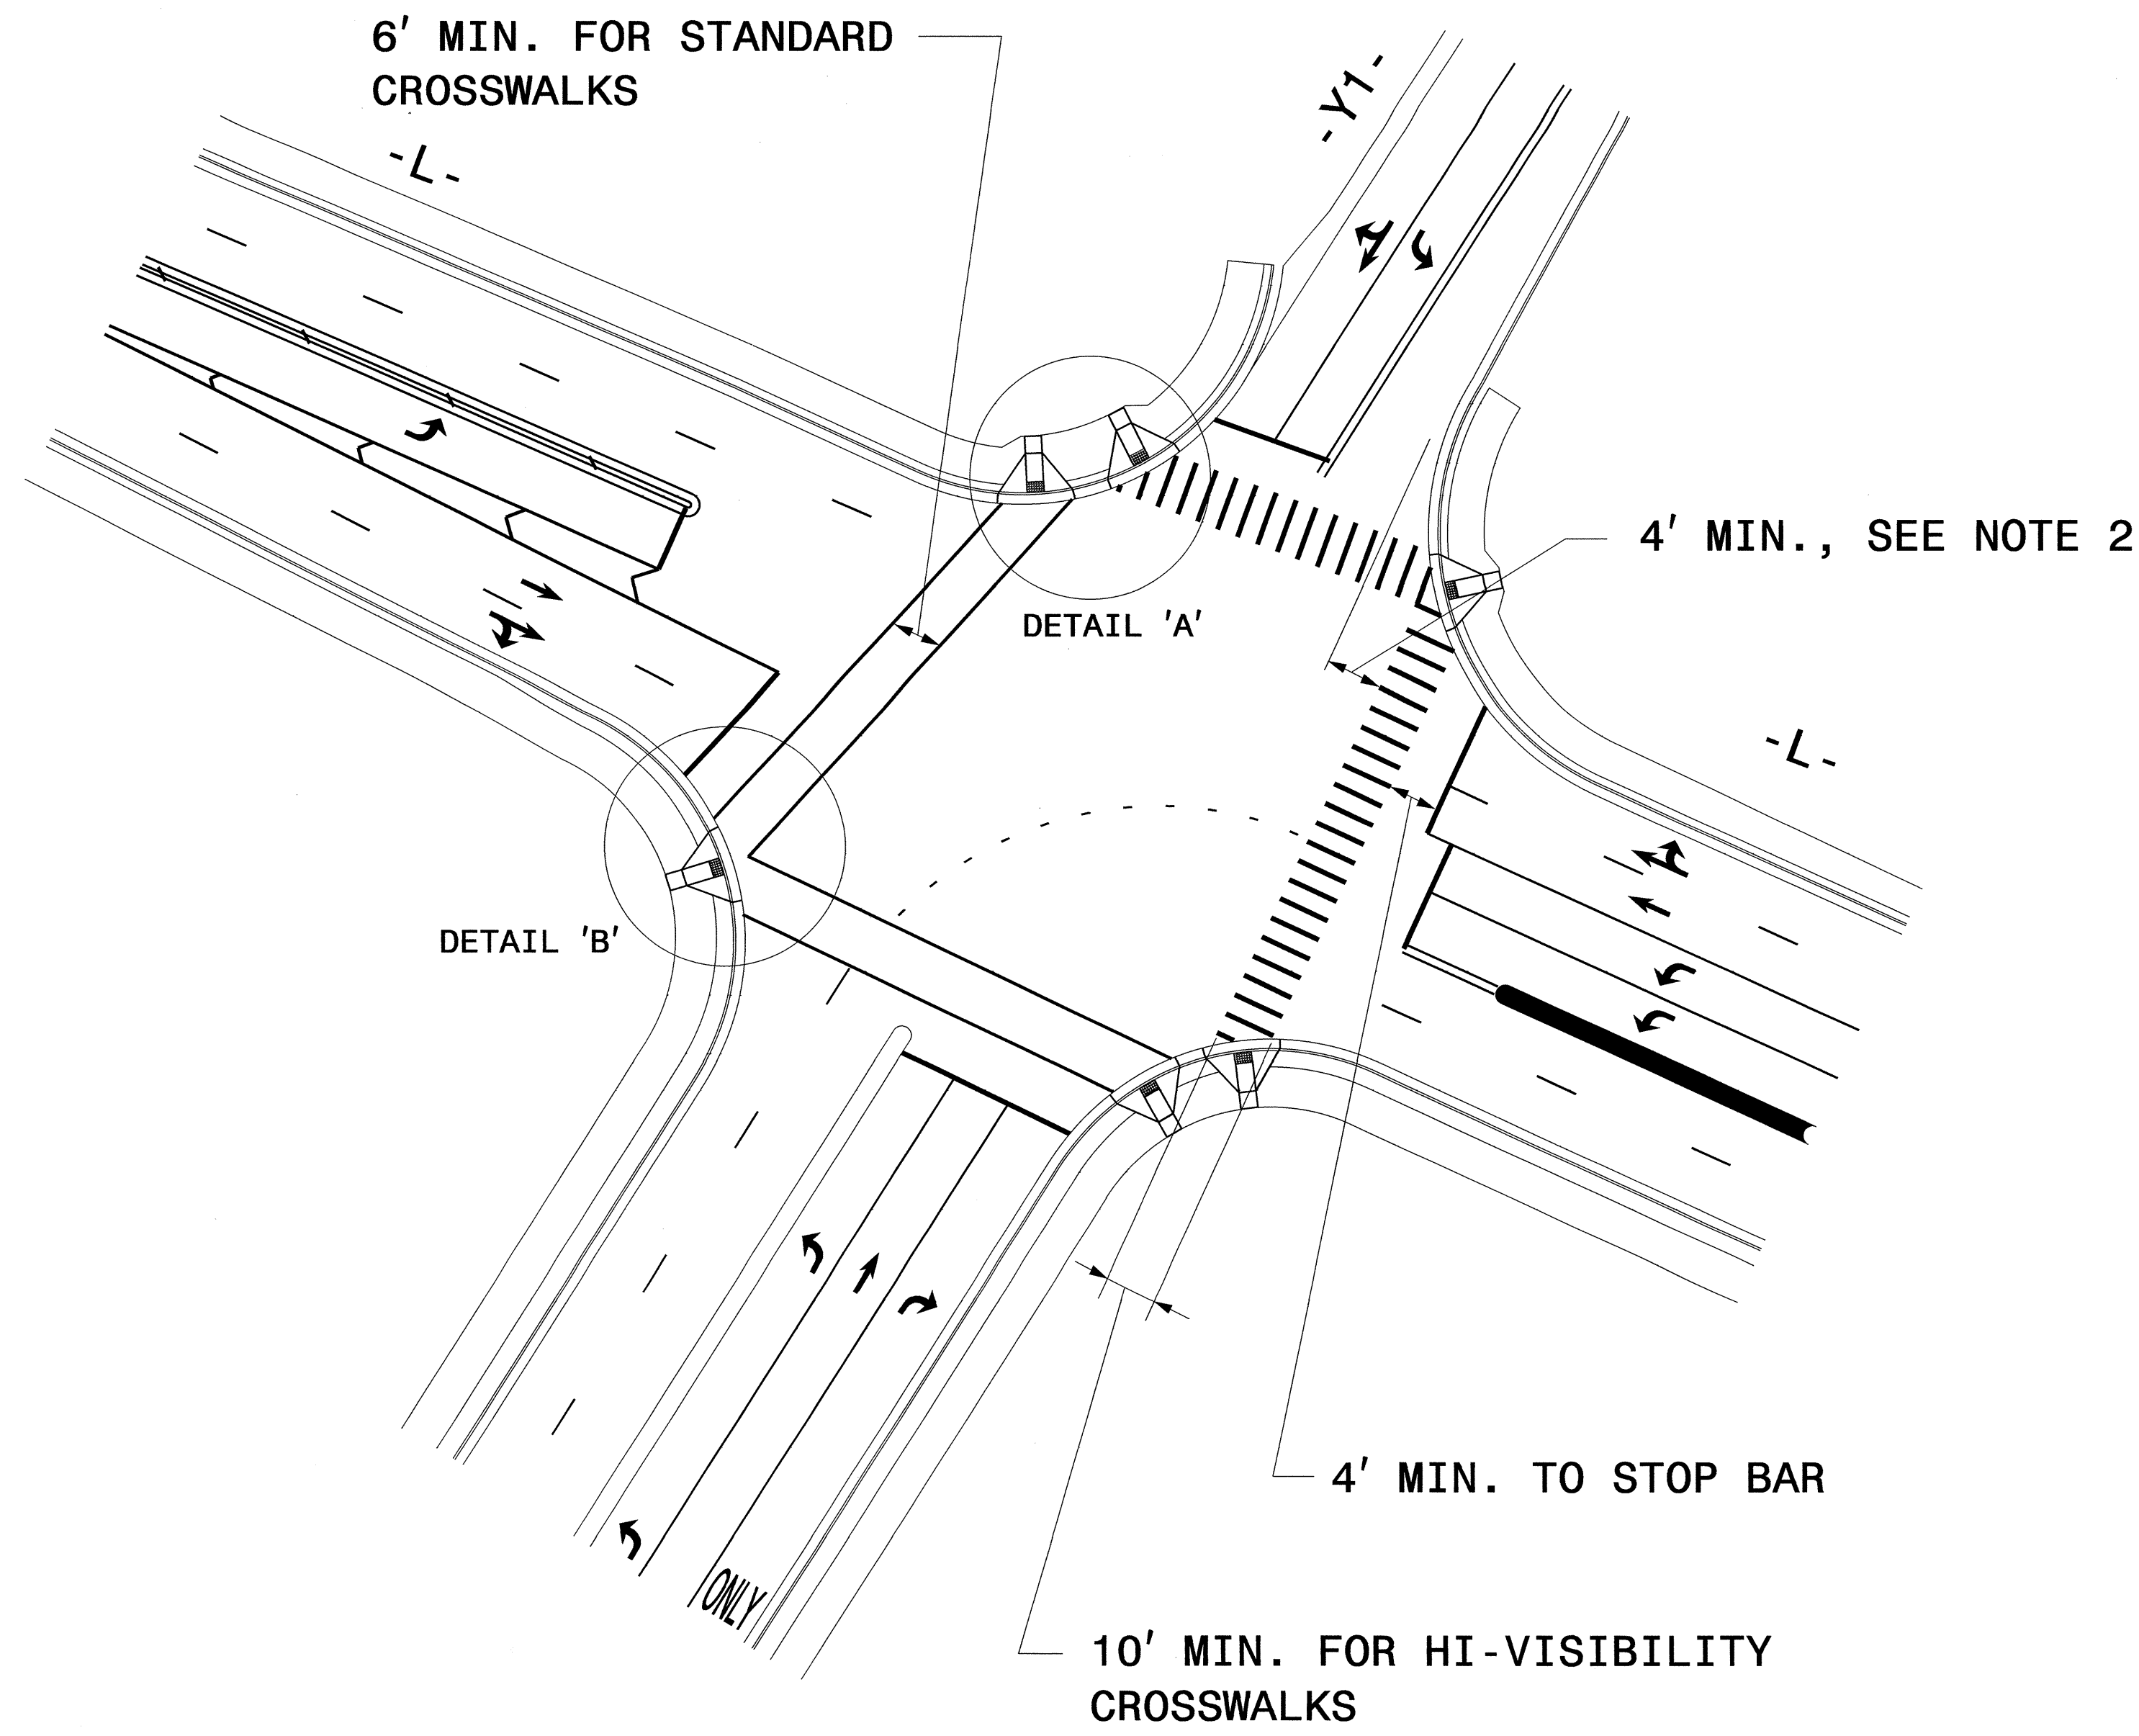 6' MIN. FOR STANDARD
CROSSWALKS
-Y1-
-L-
4' MIN., SEE NOTE 2
DETAIL 'A'
-L-
DETAIL 'B'
4' MIN. TO STOP BAR
ONLY
10' MIN. FOR HI-VISIBILITY
CROSSWALKS